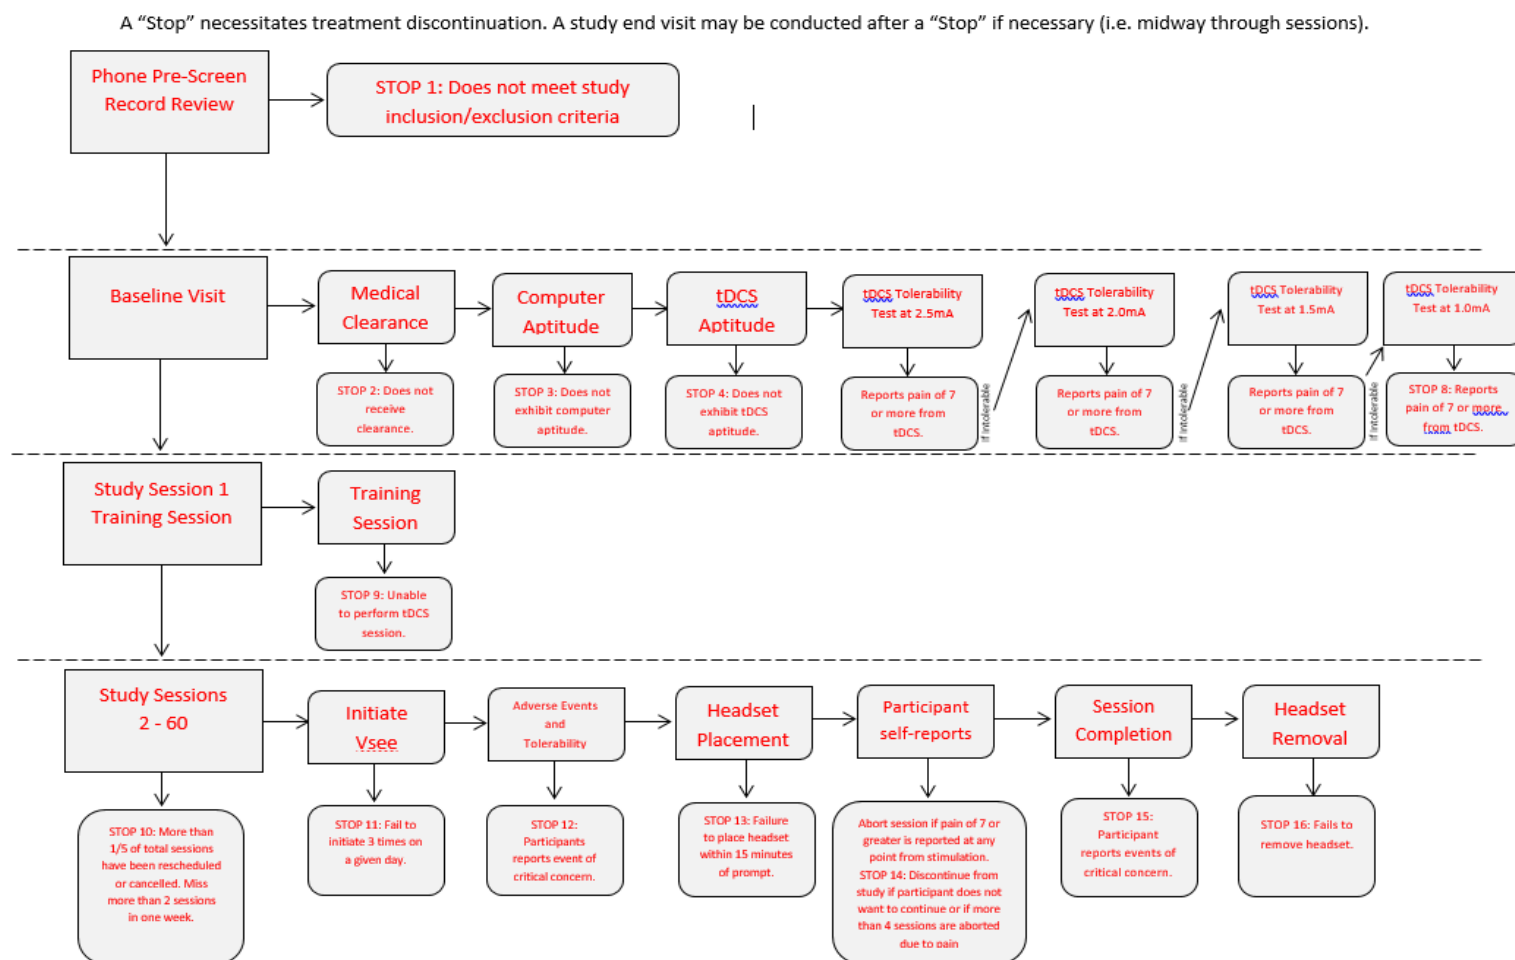 A “Stop” necessitates treatment discontinuation. A study end visit may be conducted after a “Stop” if necessary (i.e. midway through sessions).
Phone Pre-Screen
Record Review
STOP 1: Does not meet study
inclusion/exclusion criteria
Baseline Visit
Medical
Clearance
Computer
Aptitude
tDCS
Aptitude
tDCS Tolerability
Test at 2.5mA
tDCS Tolerability
Test at 2.0mA
tDCS Tolerability
Test at 1.5mA
tDCS Tolerability
Test at 1.0mA
STOP 2: Does not
receive
clearance.
STOP 3: Does not
exhibit computer
aptitude.
STOP 4: Does not
exhibit tDCS
aptitude.
Reports pain of 7
or more from
tDCS.
If Intolerable
Reports pain of 7
or more from
tDCS.
If Intolerable
Reports pain of 7
or more from
tDCS.
If Intolerable
STOP 8: Reports
pain of 7 or more
from tDCS.
Study Session 1
Training Session
Training
Session
STOP 9: Unable
to perform tDCS
session.
Study Sessions
2 - 60
Initiate
Vsee
Adverse Events
and
Tolerability
Headset
Placement
Participant
self-reports
Session
Completion
Headset
Removal
STOP 10: More than
1/5 of total sessions
have been rescheduled
or cancelled. Miss
more than 2 sessions
in one week.
STOP 11: Fail to
initiate 3 times on
a given day.
STOP 12:
Participants
reports event of
critical concern.
STOP 13: Failure
to place headset
within 15 minutes
of prompt.
Abort session if pain of 7 or
greater is reported at any
point from stimulation.
STOP 14: Discontinue from
study if participant does not
want to continue or if more
than 4 sessions are aborted
due to pain
STOP 15:
Participant
reports events of
critical concern.
STOP 16: Fails to
remove headset.